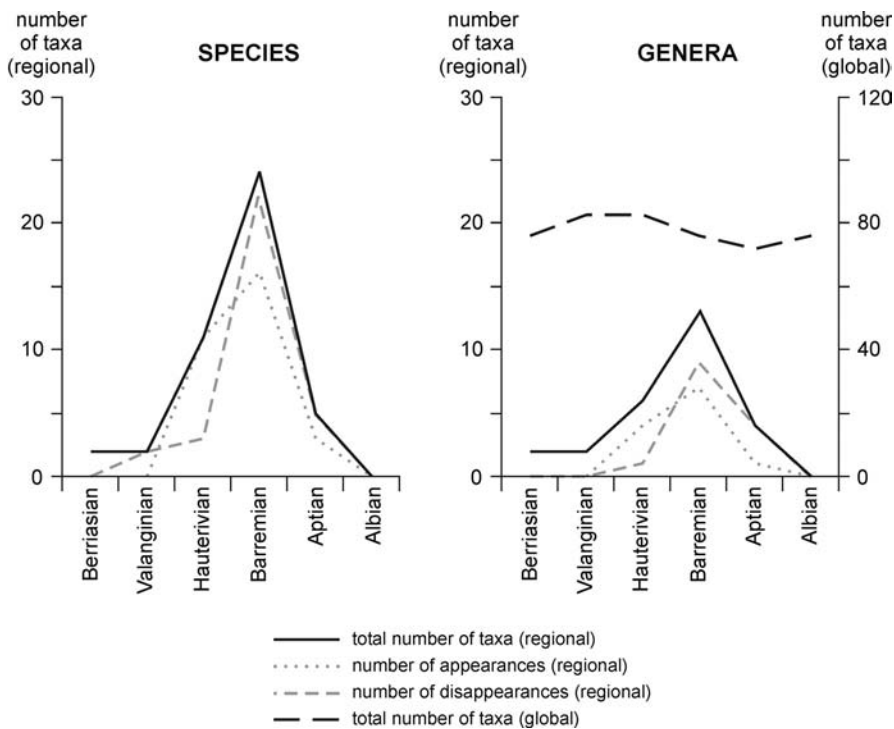 number
of taxa
(regional)
SPECIES
30
20
10
0
Berriasian
Valanginian
Hauterivian
Barremian
Aptian
Albian
number
of taxa
(regional)
GENERA
number
of taxa
(global)
30
20
10
0
120
80
40
0
Berriasian
Valanginian
Hauterivian
Barremian
Aptian
Albian
total number of taxa (regional)
number of appearances (regional)
number of disappearances (regional)
total number of taxa (global)